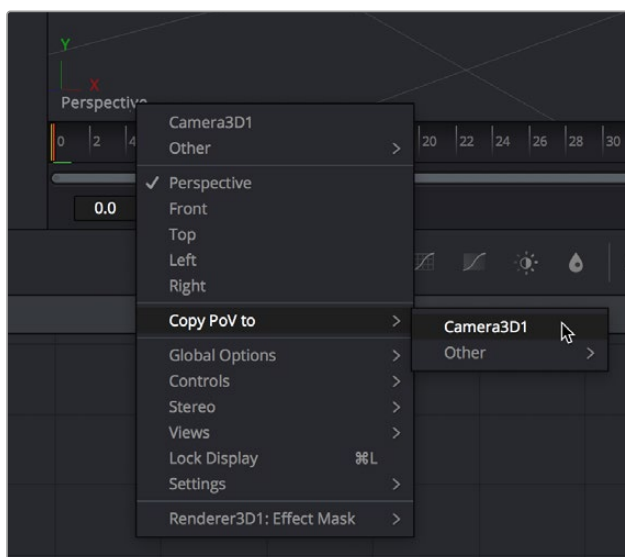 Y
X
Perspective
0 2 4 20 22 24 26 28 30
0.0
Camera3D1
Other
Perspective
Front
Top
Left
Right
Copy PoV to
Camera3D1
Other
Global Options
Controls
Stereo
Views
Lock Display ⌘L
Settings
Renderer3D1: Effect Mask